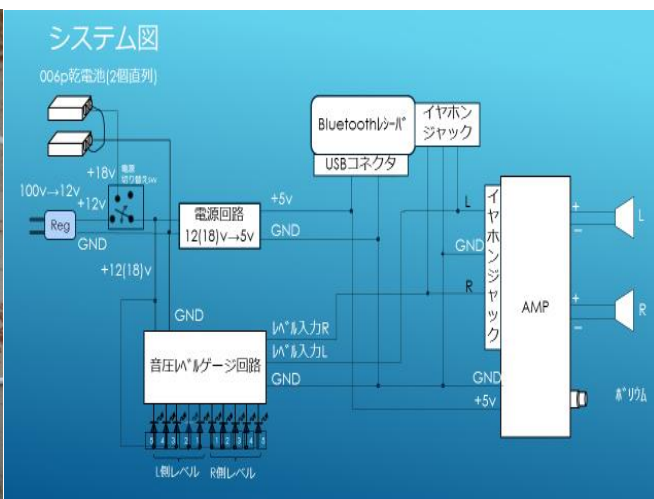 システム図
006p乾電池(2個直列)
+18v
電源
切り替えsw
100v→12v
+12v
Reg
GND
+12(18)v
電源回路
12(18)v→5v
+5v
GND
Bluetoothﾚｼｰﾊﾞ
USBコネクタ
イヤホン
ジャック
L
GND
R
イヤホンジャック
AMP
+
-
L
+
-
R
ﾎﾞﾘｳﾑ
GND
+5v
GND
音圧ﾚﾍﾞﾙゲージ回路
ﾚﾍﾞﾙ入力R
ﾚﾍﾞﾙ入力L
GND
5 4 3 2 1 1 2 3 4 5
L側レベル
R側レベル